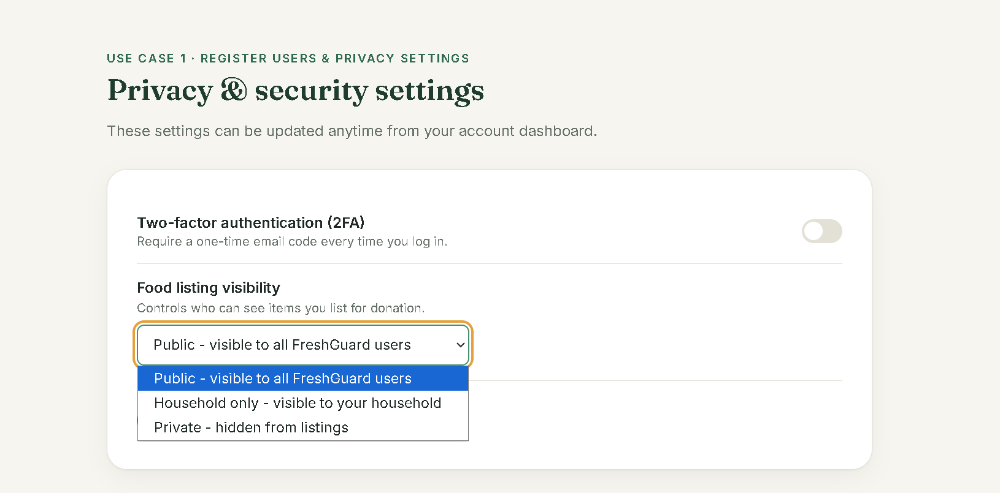 USE CASE 1 · REGISTER USERS & PRIVACY SETTINGS
Privacy & security settings
These settings can be updated anytime from your account dashboard.
Two-factor authentication (2FA)
Require a one-time email code every time you log in.
Food listing visibility
Controls who can see items you list for donation.
Public - visible to all FreshGuard users
Public - visible to all FreshGuard users
Household only - visible to your household
Private - hidden from listings